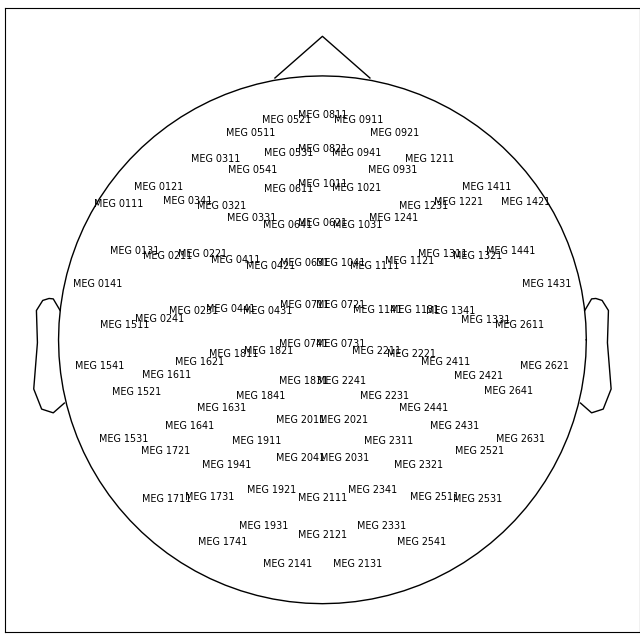 MEG 0811
MEG 0521
MEG 0911
MEG 0511
MEG 0921
MEG 0821
MEG 0531
MEG 0941
MEG 0311
MEG 1211
MEG 0541
MEG 0931
MEG 1011
MEG 0121
MEG 0611
MEG 1021
MEG 1411
MEG 0341
MEG 1221
MEG 1421
MEG 0111
MEG 0321
MEG 1231
MEG 0331
MEG 1241
MEG 0621
MEG 0641
MEG 1031
MEG 0131
MEG 0211
MEG 0221
MEG 1311
MEG 1321
MEG 1441
MEG 0411
MEG 0421
MEG 0631
MEG 1041
MEG 1111
MEG 1121
MEG 0141
MEG 1431
MEG 0711
MEG 0721
MEG 0231
MEG 0441
MEG 0431
MEG 1141
MEG 1131
MEG 1341
MEG 0241
MEG 1331
MEG 1511
MEG 2611
MEG 0741
MEG 0731
MEG 1811
MEG 1821
MEG 2211
MEG 2221
MEG 1541
MEG 1621
MEG 2411
MEG 2621
MEG 1611
MEG 2421
MEG 1831
MEG 2241
MEG 1521
MEG 2641
MEG 1841
MEG 2231
MEG 1631
MEG 2441
MEG 2011
MEG 2021
MEG 1641
MEG 2431
MEG 1531
MEG 1911
MEG 2311
MEG 2631
MEG 1721
MEG 2521
MEG 2041
MEG 2031
MEG 1941
MEG 2321
MEG 1921
MEG 2341
MEG 1711
MEG 1731
MEG 2111
MEG 2511
MEG 2531
MEG 1931
MEG 2331
MEG 2121
MEG 1741
MEG 2541
MEG 2141
MEG 2131